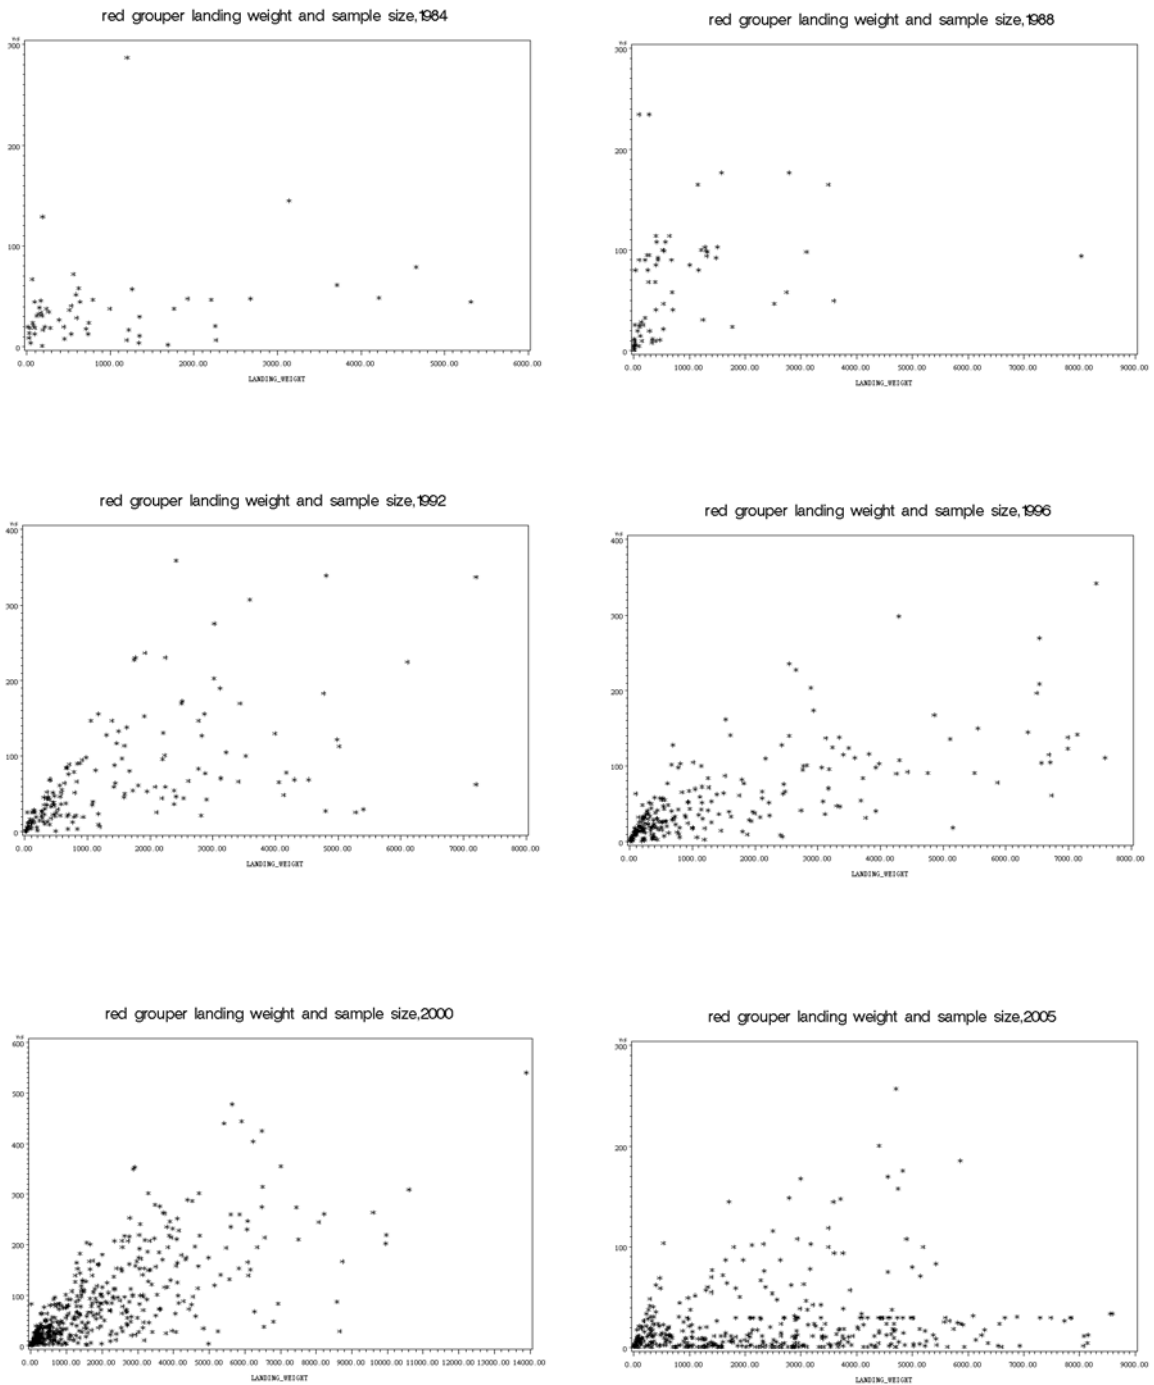 red grouper landing weight and sample size,1984
300
200
100
0
0.00 1000.00 2000.00 3000.00 4000.00 5000.00 6000.00
LANDING_WEIGHT
red grouper landing weight and sample size,1988
300
200
100
0
0.00 1000.00 2000.00 3000.00 4000.00 5000.00 6000.00 7000.00 8000.00 9000.00
LANDING_WEIGHT
red grouper landing weight and sample size,1992
400
300
200
100
0
0.00 1000.00 2000.00 3000.00 4000.00 5000.00 6000.00 7000.00 8000.00
LANDING_WEIGHT
red grouper landing weight and sample size,1996
400
300
200
100
0
0.00 1000.00 2000.00 3000.00 4000.00 5000.00 6000.00 7000.00 8000.00
LANDING_WEIGHT
red grouper landing weight and sample size,2000
600
500
400
300
200
100
0
0.00 1000.00 2000.00 3000.00 4000.00 5000.00 6000.00 7000.00 8000.00 9000.00 10000.00 11000.00 12000.00 13000.00 14000.00
LANDING_WEIGHT
red grouper landing weight and sample size,2005
300
200
100
0
0.00 1000.00 2000.00 3000.00 4000.00 5000.00 6000.00 7000.00 8000.00 9000.00
LANDING_WEIGHT